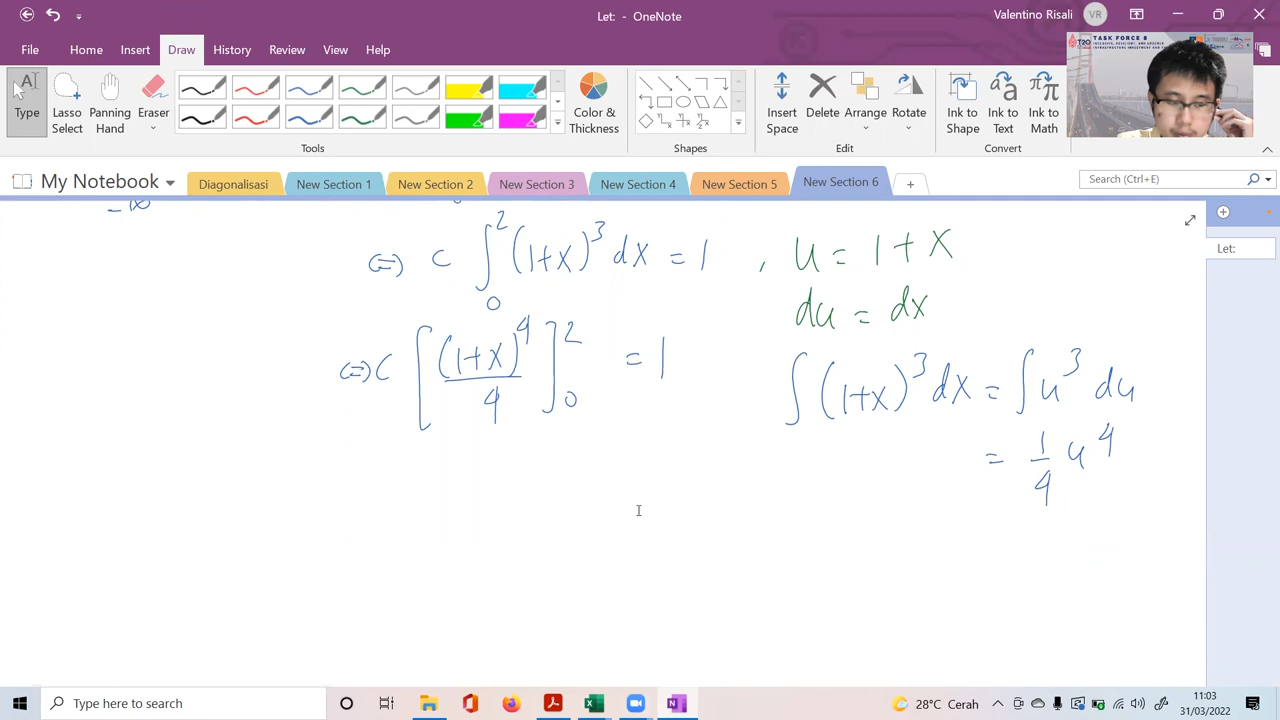 Let: - OneNote
Valentino Risali VR
TASK FORCE 8
File Home Insert Draw History Review View Help
Type
Lasso Select
Panning Hand
Eraser
Color & Thickness
Insert Space
Delete
Arrange
Rotate
Ink to Shape
Ink to Text
Ink to Math
Tools
Shapes
Edit
Convert
My Notebook
Diagonalisasi
New Section 1
New Section 2
New Section 3
New Section 4
New Section 5
New Section 6
Search (Ctrl+E)
Let:
-∞
⇔ c ∫₀² (1+x)³ dx = 1 , u = 1 + x
du = dx
⇔ c [(1+x)⁴/4]₀² = 1
∫ (1+x)³ dx = ∫ u³ du
= 1/4 u⁴
Type here to search
28°C Cerah
11:03
31/03/2022